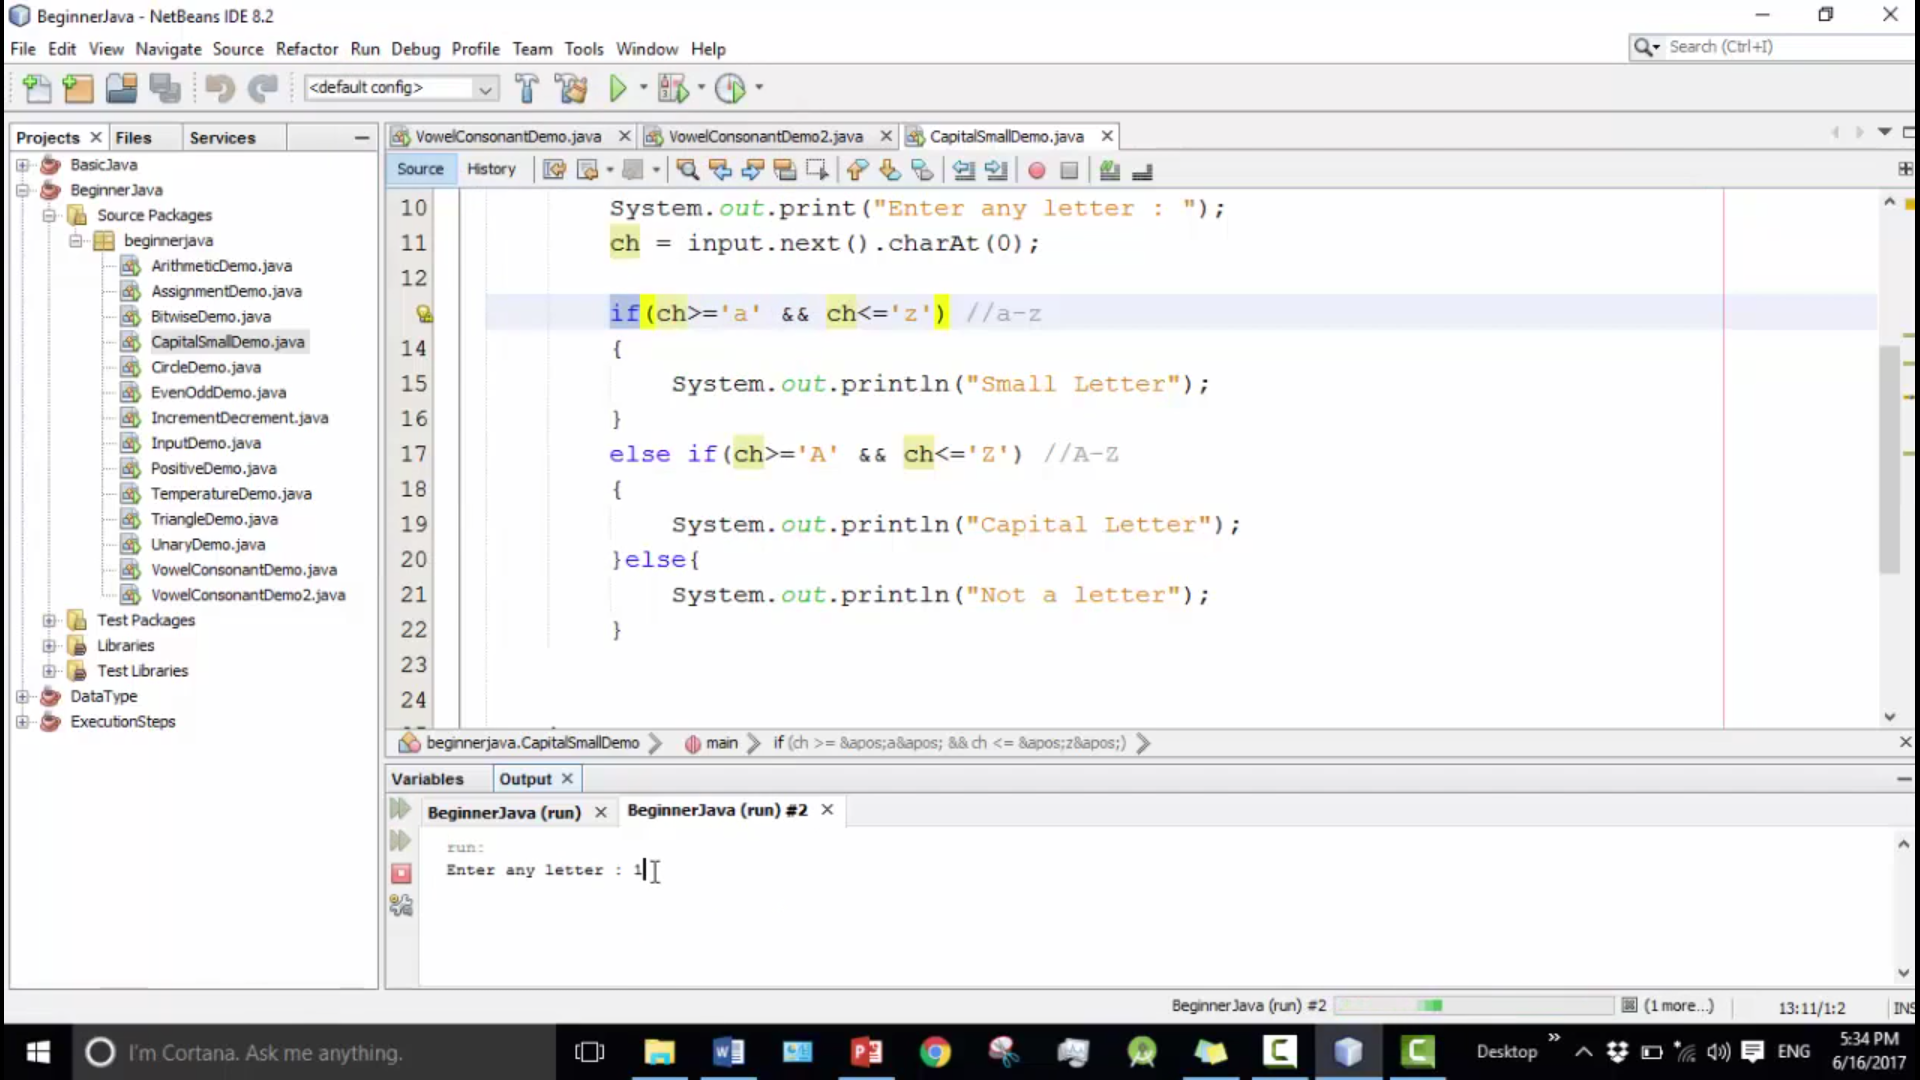 BeginnerJava - NetBeans IDE 8.2
File Edit View Navigate Source Refactor Run Debug Profile Team Tools Window Help
Search (Ctrl+I)
<default config>
Projects Files Services
VowelConsonantDemo.java VowelConsonantDemo2.java CapitalSmallDemo.java
Source History
BasicJava
BeginnerJava
Source Packages
beginnerjava
ArithmeticDemo.java
AssignmentDemo.java
BitwiseDemo.java
CapitalSmallDemo.java
CircleDemo.java
EvenOddDemo.java
IncrementDecrement.java
InputDemo.java
PositiveDemo.java
TemperatureDemo.java
TriangleDemo.java
UnaryDemo.java
VowelConsonantDemo.java
VowelConsonantDemo2.java
Test Packages
Libraries
Test Libraries
DataType
ExecutionSteps
10 System.out.print("Enter any letter : ");
11 ch = input.next().charAt(0);
12
if(ch>='a' && ch<='z') //a-z
14 {
15 System.out.println("Small Letter");
16 }
17 else if(ch>='A' && ch<='Z') //A-Z
18 {
19 System.out.println("Capital Letter");
20 }else{
21 System.out.println("Not a letter");
22 }
23
24
beginnerjava.CapitalSmallDemo main if (ch >= &apos;a&apos; && ch <= &apos;z&apos;)
Variables Output
BeginnerJava (run) BeginnerJava (run) #2
run:
Enter any letter : 1
BeginnerJava (run) #2 (1 more...) 13:11/1:2 INS
I'm Cortana. Ask me anything.
Desktop » ENG
5:34 PM
6/16/2017